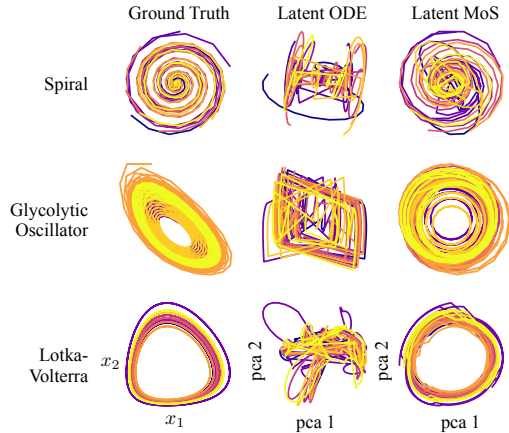 Ground Truth
Latent ODE
Latent MoS
Spiral
Glycolytic
Oscillator
Lotka-
Volterra
x₂
pca 2
pca 2
x₁
pca 1
pca 1